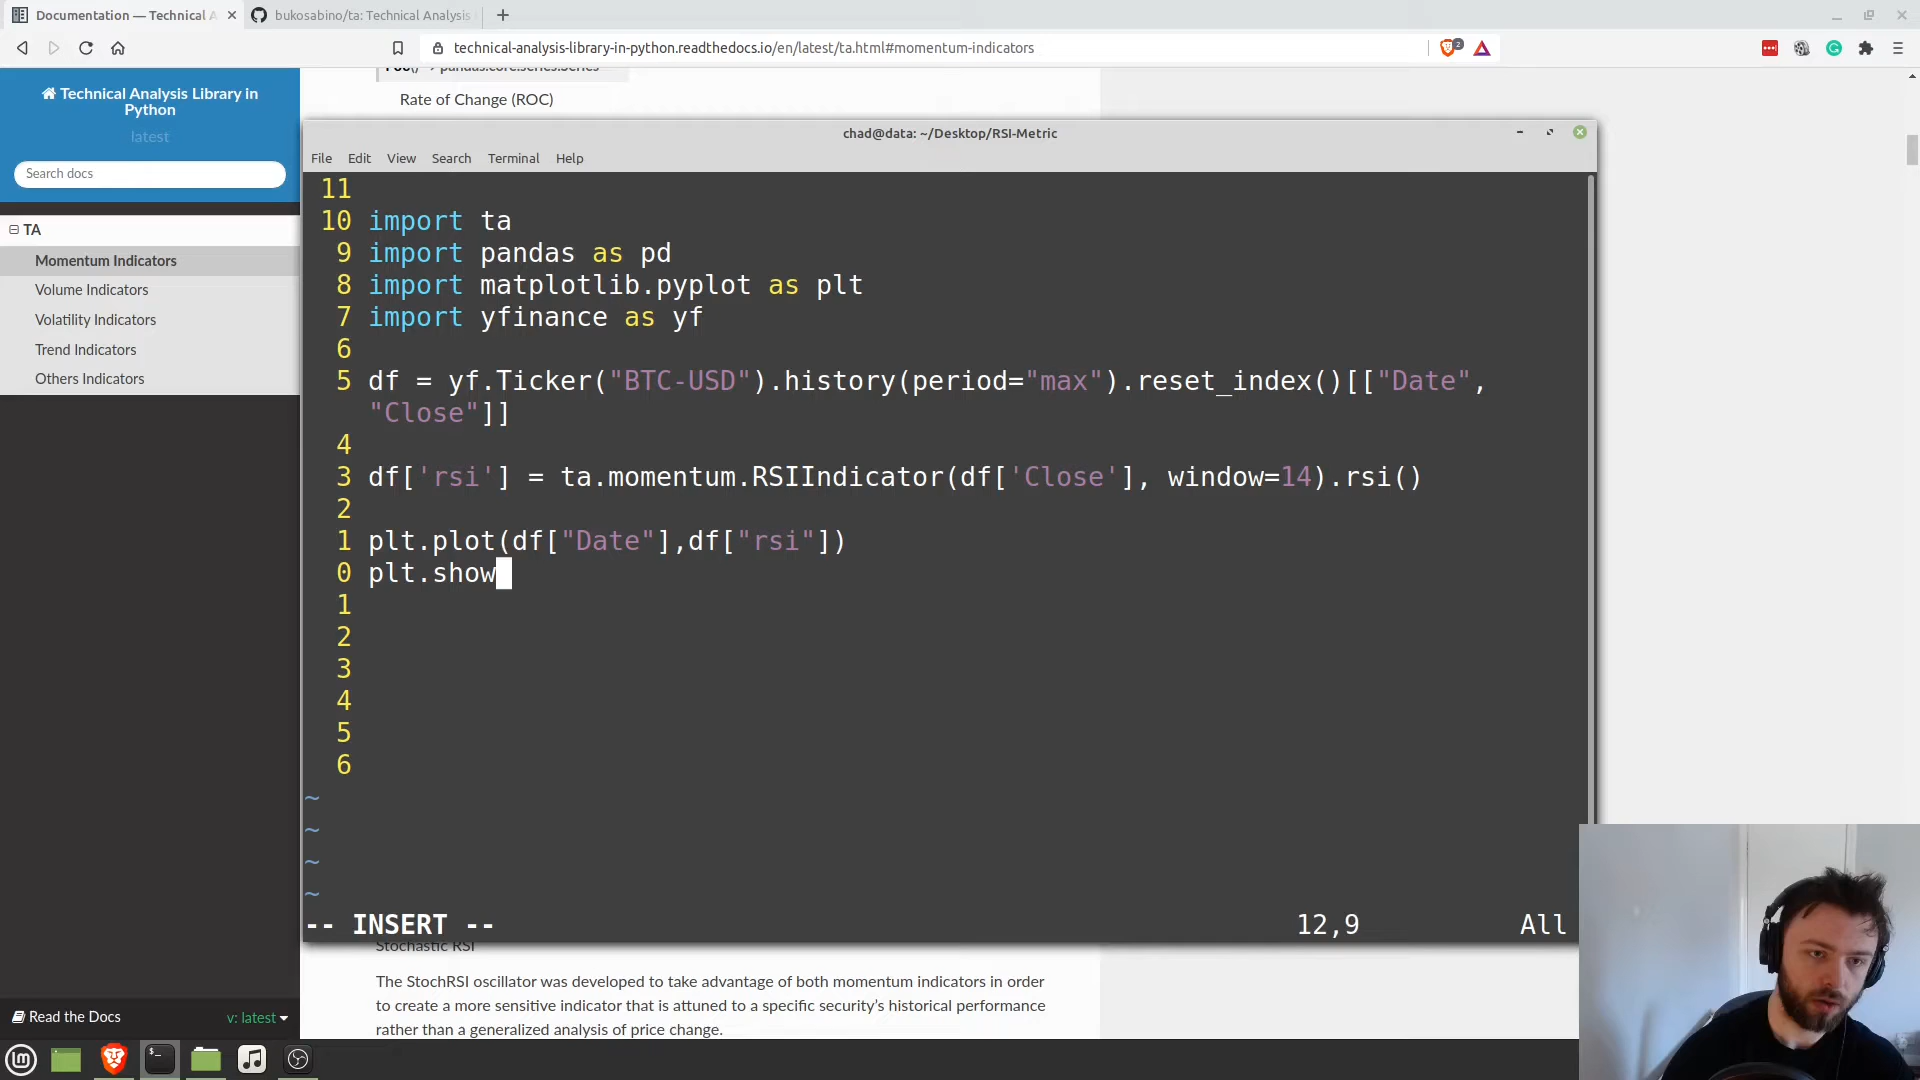 Documentation — Technical A
bukosabino/ta: Technical Analysis
technical-analysis-library-in-python.readthedocs.io/en/latest/ta.html#momentum-indicators
2
Technical Analysis Library in
Python
latest
Search docs
TA
Momentum Indicators
Volume Indicators
Volatility Indicators
Trend Indicators
Others Indicators
Read the Docs
v: latest
Rate of Change (ROC)
chad@data: ~/Desktop/RSI-Metric
File Edit View Search Terminal Help
11
10 import ta
9 import pandas as pd
8 import matplotlib.pyplot as plt
7 import yfinance as yf
6
5 df = yf.Ticker("BTC-USD").history(period="max").reset_index()[["Date",
"Close"]]
4
3 df['rsi'] = ta.momentum.RSIIndicator(df['Close'], window=14).rsi()
2
1 plt.plot(df["Date"],df["rsi"])
0 plt.show
1
2
3
4
5
6
~
~
~
~
-- INSERT -- 12,9 All
Stochastic RSI
The StochRSI oscillator was developed to take advantage of both momentum indicators in order
to create a more sensitive indicator that is attuned to a specific security's historical performance
rather than a generalized analysis of price change.